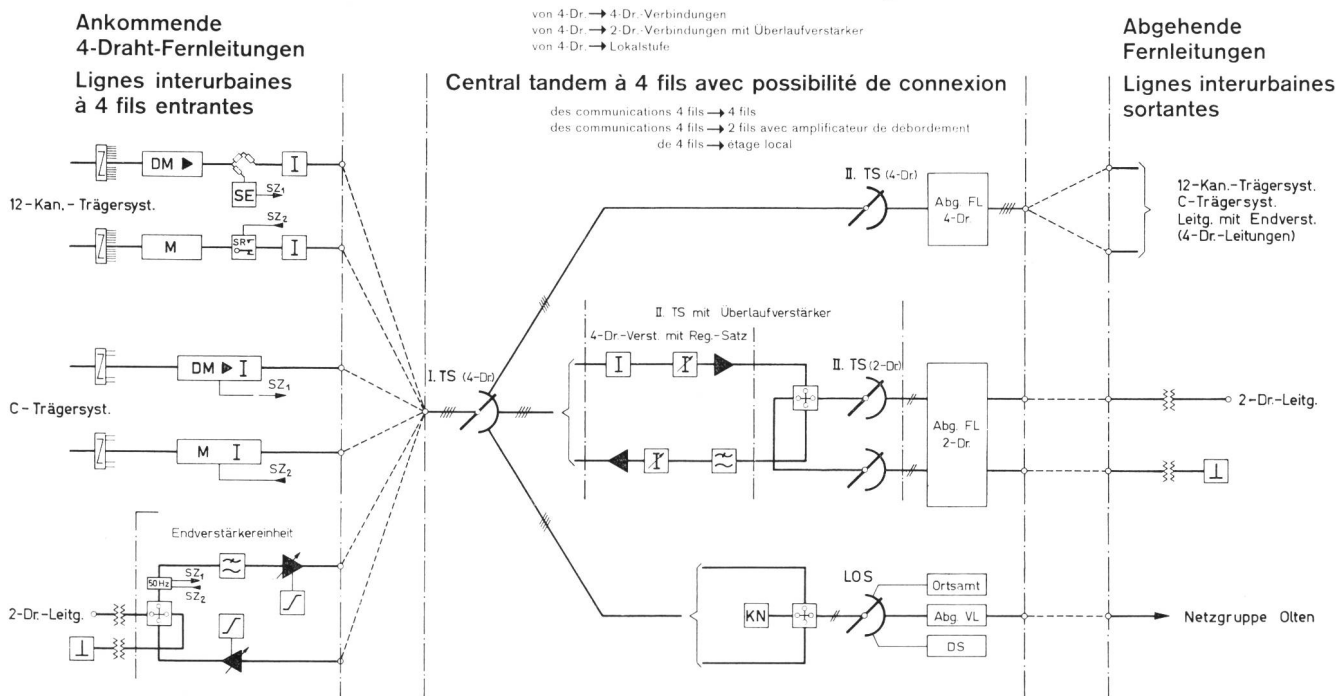 Ankommende
4-Draht-Fernleitungen
Lignes interurbaines
à 4 fils entrantes
von 4-Dr. → 4-Dr.-Verbindungen
von 4-Dr. → 2-Dr.-Verbindungen mit Überlaufverstärker
von 4-Dr. → Lokalstufe
Central tandem à 4 fils avec possibilité de connexion
des communications 4 fils → 4 fils
des communications 4 fils → 2 fils avec amplificateur de débordement
de 4 fils → étage local
Abgehende
Fernleitungen
Lignes interurbaines
sortantes
DM
I
SE
SZ1
12-Kan.-Trägersyst.
SZ2
M
SR
I
DM I
SZ1
C-Trägersyst.
M I
SZ2
Endverstärkereinheit
50Hz
SZ1
SZ2
2-Dr.-Leitg.
I. TS (4-Dr.)
II. TS (4-Dr.)
Abg. FL
4-Dr.
12-Kan.-Trägersyst.
C-Trägersyst.
Leitg. mit Endverst.
(4-Dr.-Leitungen)
II. TS mit Überlaufverstärker
4-Dr.-Verst. mit Reg.-Satz
I
I
I
II. TS (2-Dr.)
Abg. FL
2-Dr.
2-Dr.-Leitg.
KN
LOS
Ortsamt
Abg. VL
DS
Netzgruppe Olten